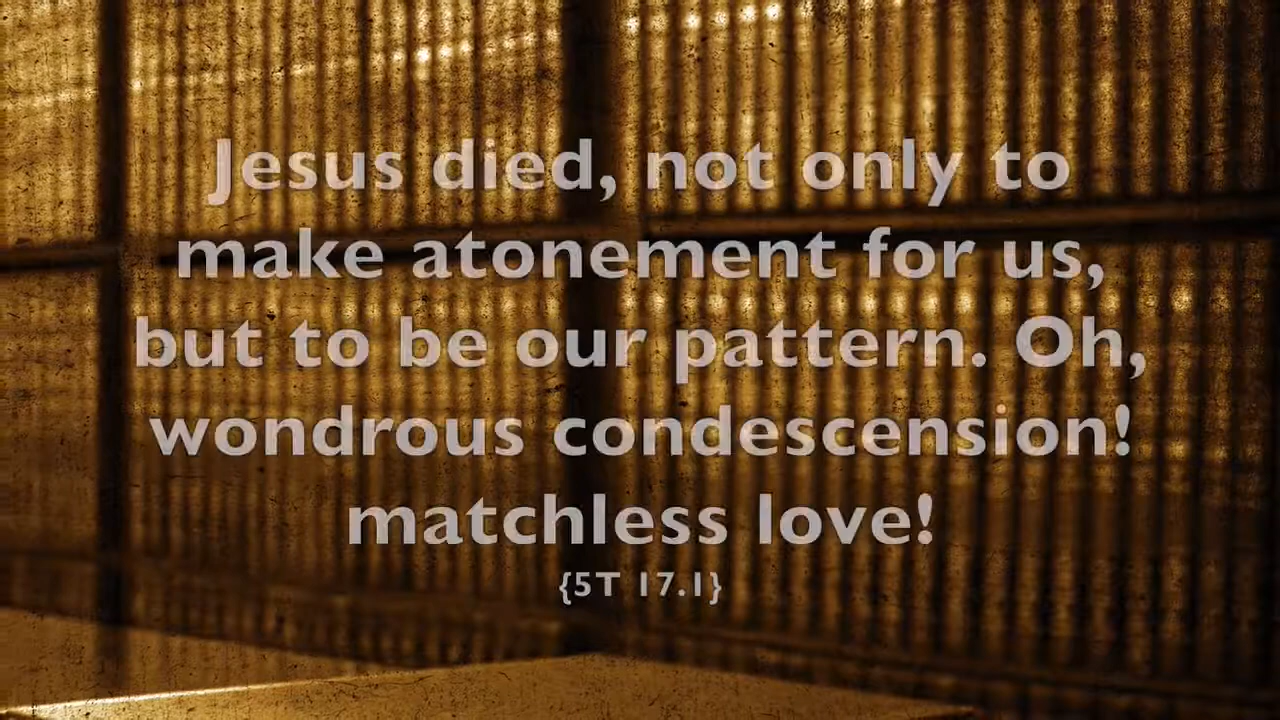 Jesus died, not only to
make atonement for us,
but to be our pattern. Oh,
wondrous condescension!
matchless love!
{5T 17.1}